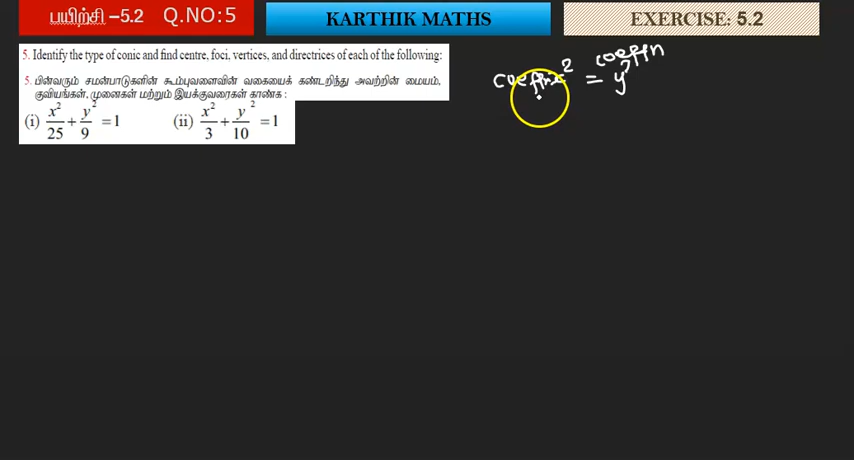 பயிற்சி –5.2 Q.NO:5
KARTHIK MATHS
EXERCISE: 5.2
5. Identify the type of conic and find centre, foci, vertices, and directrices of each of the following:
5. பின்வரும் சமன்பாடுகளின் கூம்புவளைவின் வகையைக் கண்டறிந்து அவற்றின் மையம்,
குவியங்கள், முனைகள் மற்றும் இயக்குவரைகள் காண்க :
(i) x²/25 + y²/9 = 1 (ii) x²/3 + y²/10 = 1
x² = y²